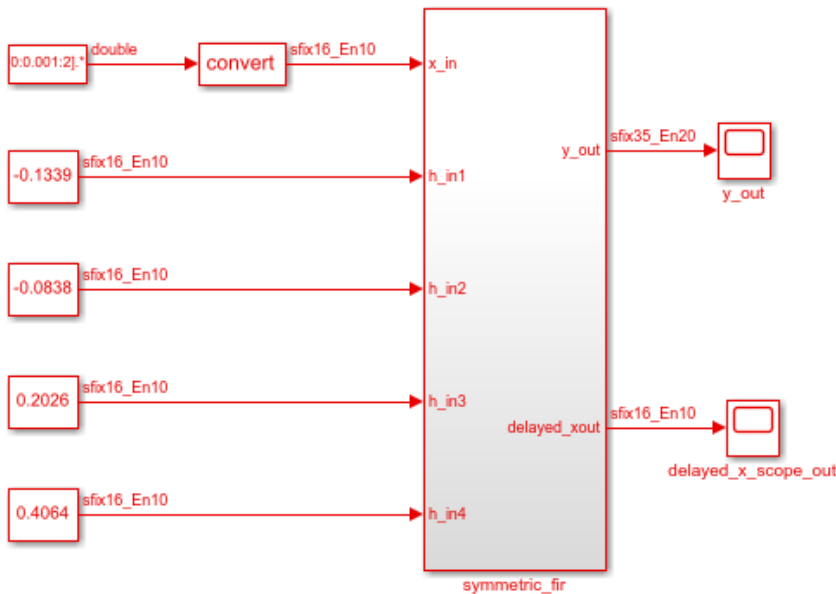 0:0.001:2].*
double
convert
sfix16_En10
x_in
-0.1339
sfix16_En10
h_in1
-0.0838
sfix16_En10
h_in2
0.2026
sfix16_En10
h_in3
0.4064
sfix16_En10
h_in4
y_out
sfix35_En20
y_out
delayed_xout
sfix16_En10
delayed_x_scope_out
symmetric_fir